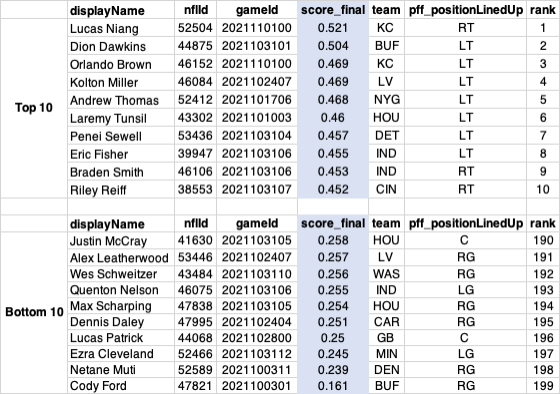 displayName nflId gameId score_final team pff_positionLinedUp rank
Lucas Niang 52504 2021110100 0.521 KC RT 1
Dion Dawkins 44875 2021103101 0.504 BUF LT 2
Orlando Brown 46152 2021110100 0.469 KC LT 3
Kolton Miller 46084 2021102407 0.469 LV LT 4
Andrew Thomas 52412 2021101706 0.468 NYG LT 5
Top 10
Laremy Tunsil 43302 2021101003 0.46 HOU LT 6
Penei Sewell 53436 2021103104 0.457 DET LT 7
Eric Fisher 39947 2021103106 0.455 IND LT 8
Braden Smith 46106 2021103106 0.453 IND RT 9
Riley Reiff 38553 2021103107 0.452 CIN RT 10
displayName nflId gameId score_final team pff_positionLinedUp rank
Justin McCray 41630 2021103105 0.258 HOU C 190
Alex Leatherwood 53446 2021102407 0.257 LV RG 191
Wes Schweitzer 43484 2021103110 0.256 WAS RG 192
Quenton Nelson 46075 2021103106 0.255 IND LG 193
Bottom 10 Max Scharping 47838 2021103105 0.254 HOU RG 194
Dennis Daley 47995 2021102404 0.251 CAR RG 195
Lucas Patrick 44068 2021102800 0.25 GB C 196
Ezra Cleveland 52466 2021103112 0.245 MIN LG 197
Netane Muti 52589 2021100311 0.239 DEN RG 198
Cody Ford 47821 2021100301 0.161 BUF RG 199